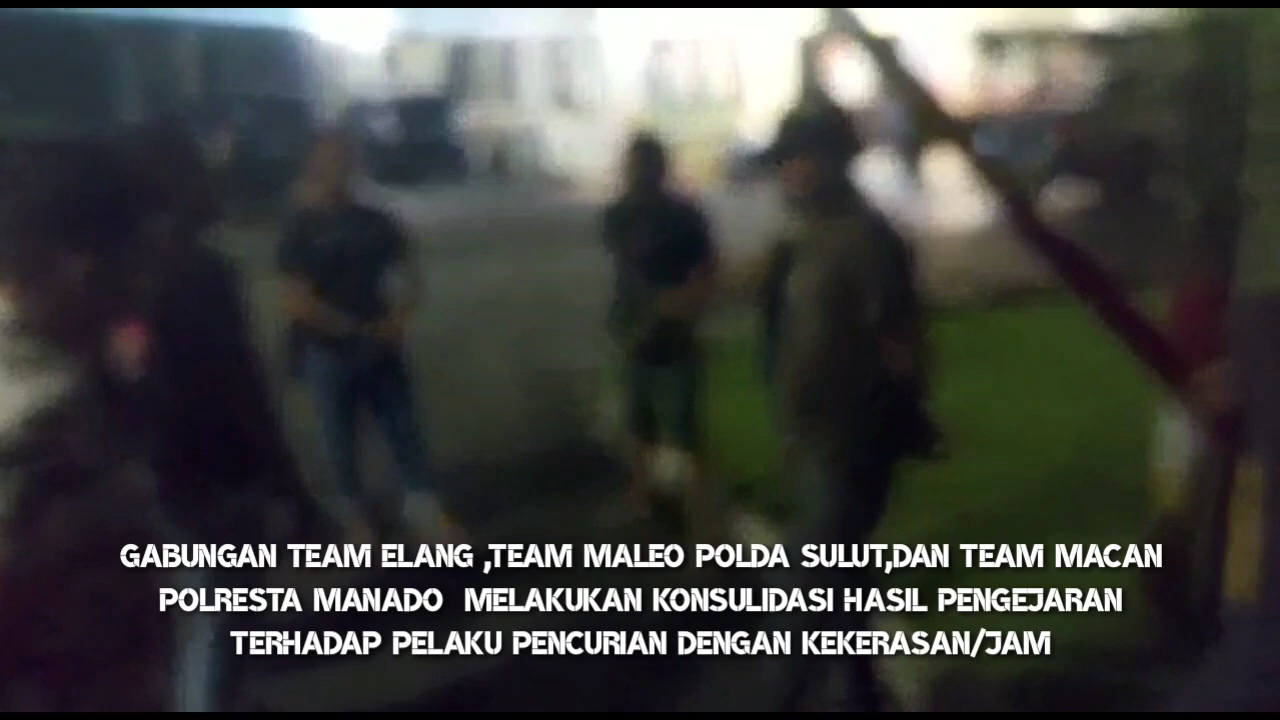 GABUNGAN TEAM ELANG ,TEAM MALEO POLDA SULUT,DAN TEAM MACAN
POLRESTA MANADO MELAKUKAN KONSULIDASI HASIL PENGEJARAN
TERHADAP PELAKU PENCURIAN DENGAN KEKERASAN/JAM